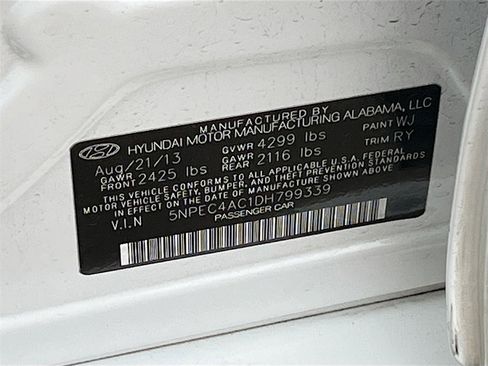 MANUFACTURED BY
HYUNDAI MOTOR MANUFACTURING ALABAMA, LLC
Aug/21/13 GVWR 4299 lbs PAINT WJ
GAWR FRONT 2425 lbs GAWR REAR 2116 lbs TRIM RY
THIS VEHICLE CONFORMS TO ALL APPLICABLE U.S.A. FEDERAL
MOTOR VEHICLE SAFETY, BUMPER, AND THEFT PREVENTION STANDARDS
IN EFFECT ON THE DATE OF MANUFACTURE SHOWN ABOVE.
V.I.N 5NPEC4AC1DH799339
PASSENGER CAR